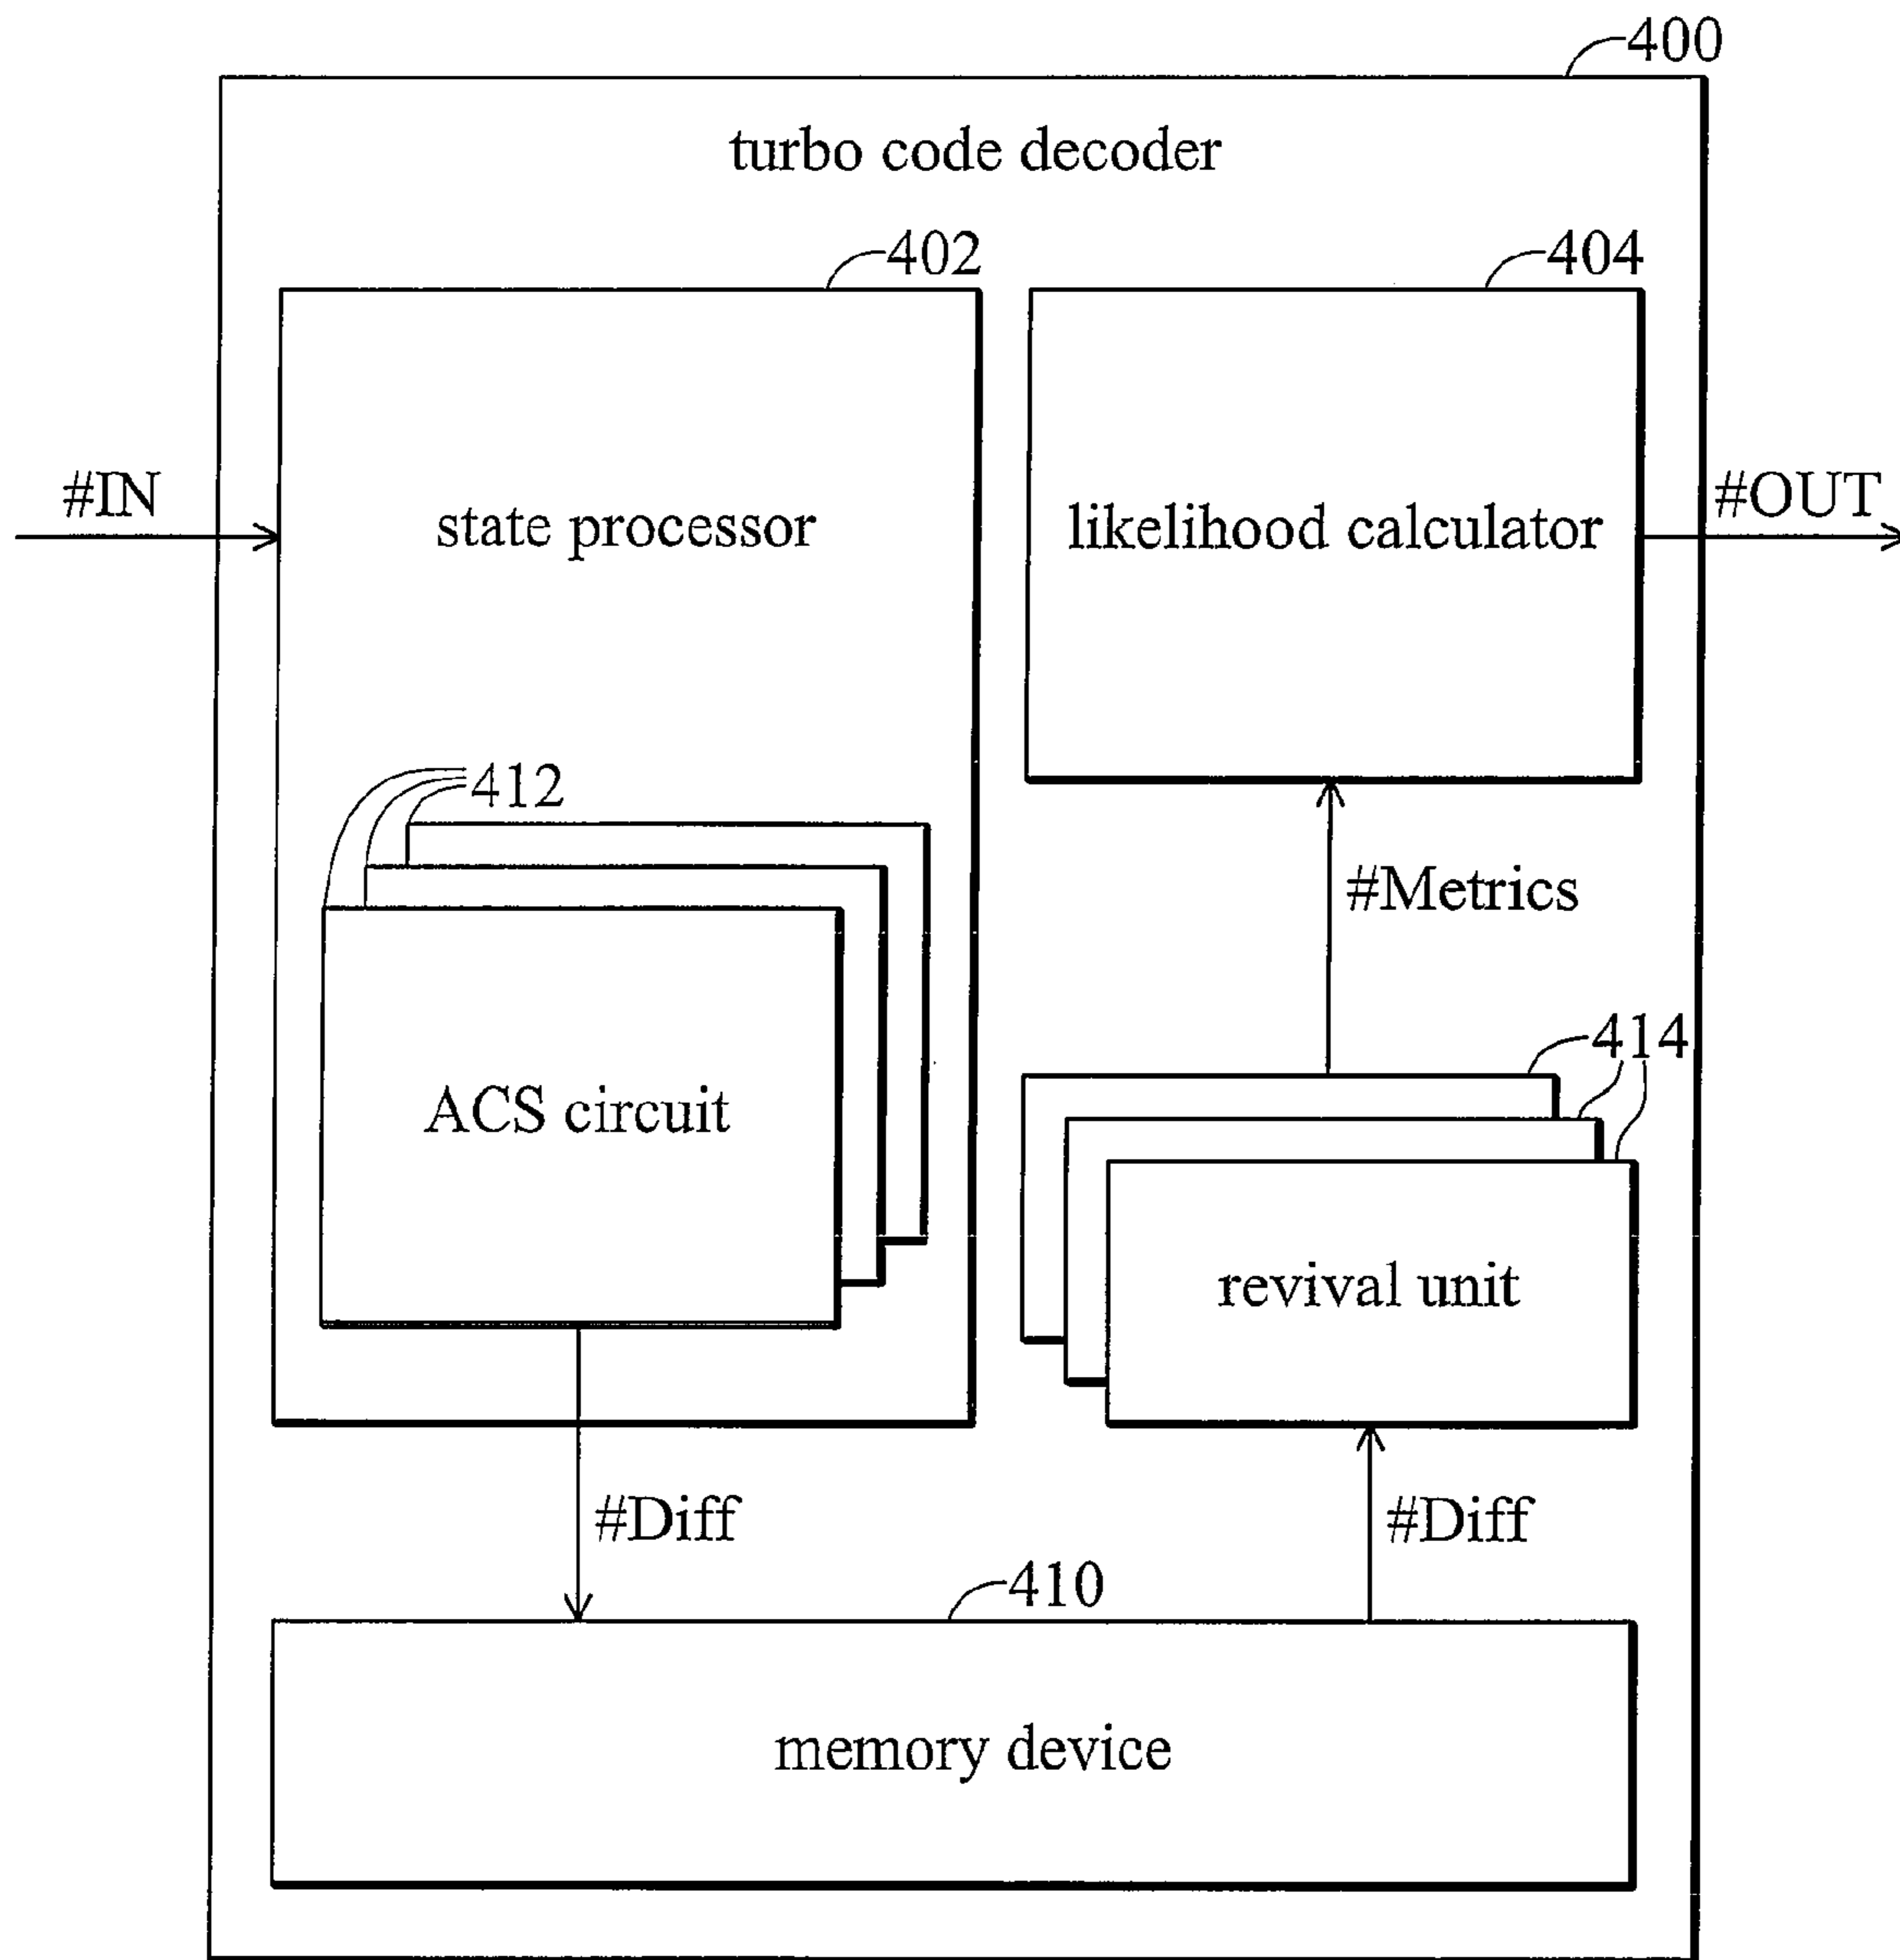 400
turbo code decoder
402
404
#IN
state processor
likelihood calculator
#OUT
412
#Metrics
414
ACS circuit
revival unit
#Diff
#Diff
410
memory device